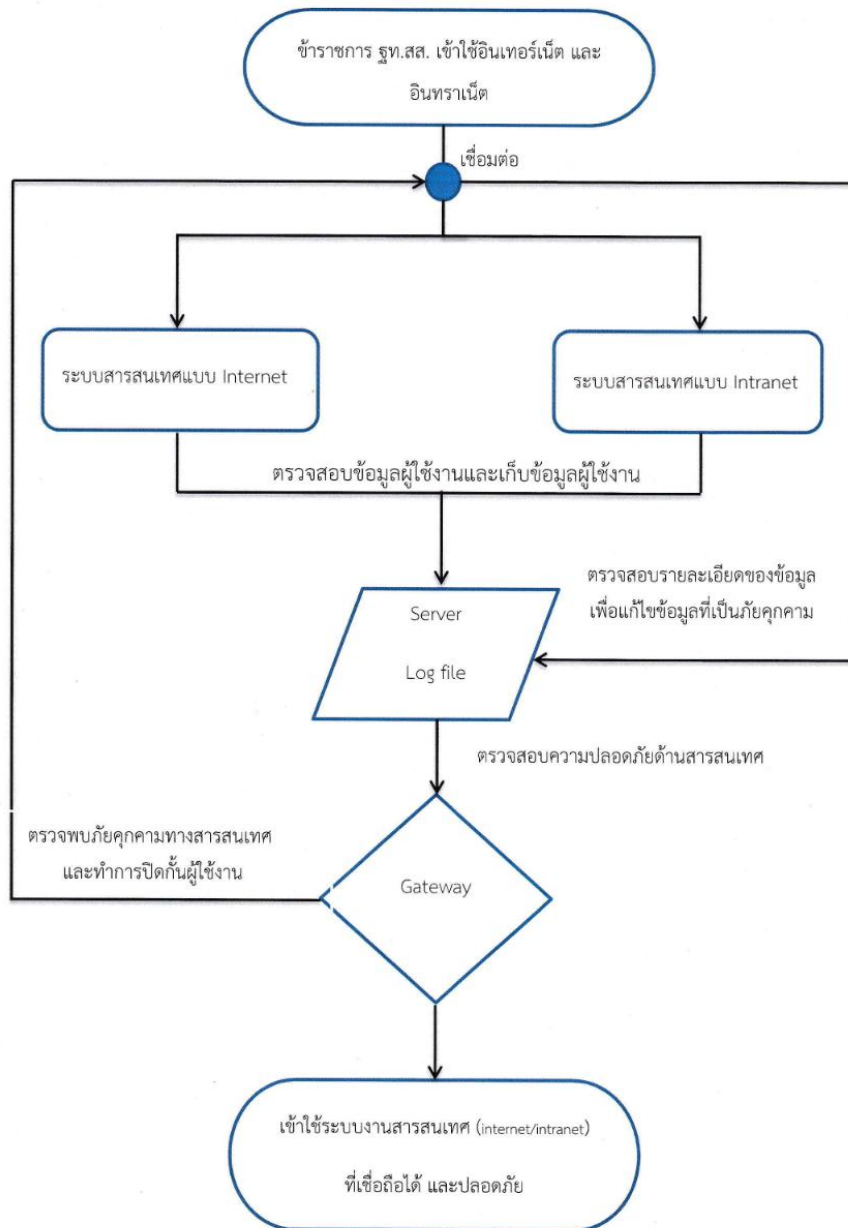 ข้าราชการ ฐท.สส. เข้าใช้อินเทอร์เน็ต และ
อินทราเน็ต
เชื่อมต่อ
ระบบสารสนเทศแบบ Internet
ระบบสารสนเทศแบบ Intranet
ตรวจสอบข้อมูลผู้ใช้งานและเก็บข้อมูลผู้ใช้งาน
ตรวจสอบรายละเอียดของข้อมูล
เพื่อแก้ไขข้อมูลที่เป็นภัยคุกคาม
Server
Log file
ตรวจสอบความปลอดภัยด้านสารสนเทศ
ตรวจพบภัยคุกคามทางสารสนเทศ
และทำการปิดกั้นผู้ใช้งาน
Gateway
เข้าใช้ระบบงานสารสนเทศ (internet/intranet)
ที่เชื่อถือได้ และปลอดภัย